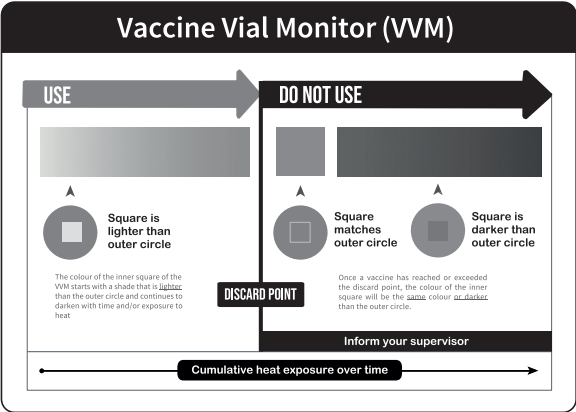 Vaccine Vial Monitor (VVM)
USE
DO NOT USE
Square is
lighter than
outer circle
Square
matches
outer circle
Square is
darker than
outer circle
The colour of the inner square of the
VVM starts with a shade that is lighter
than the outer circle and continues to
darken with time and/or exposure to
heat
DISCARD POINT
Once a vaccine has reached or exceeded
the discard point, the colour of the inner
square will be the same colour or darker
than the outer circle.
Inform your supervisor
Cumulative heat exposure over time